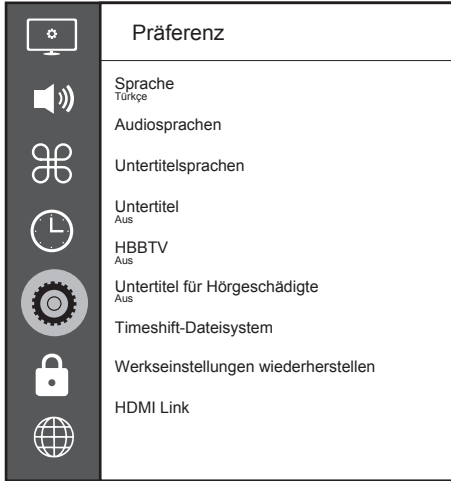 Präferenz
Sprache
Türkçe
Audiosprachen
Untertitelsprachen
Untertitel
Aus
HBBTV
Aus
Untertitel für Hörgeschädigte
Aus
Timeshift-Dateisystem
Werkseinstellungen wiederherstellen
HDMI Link